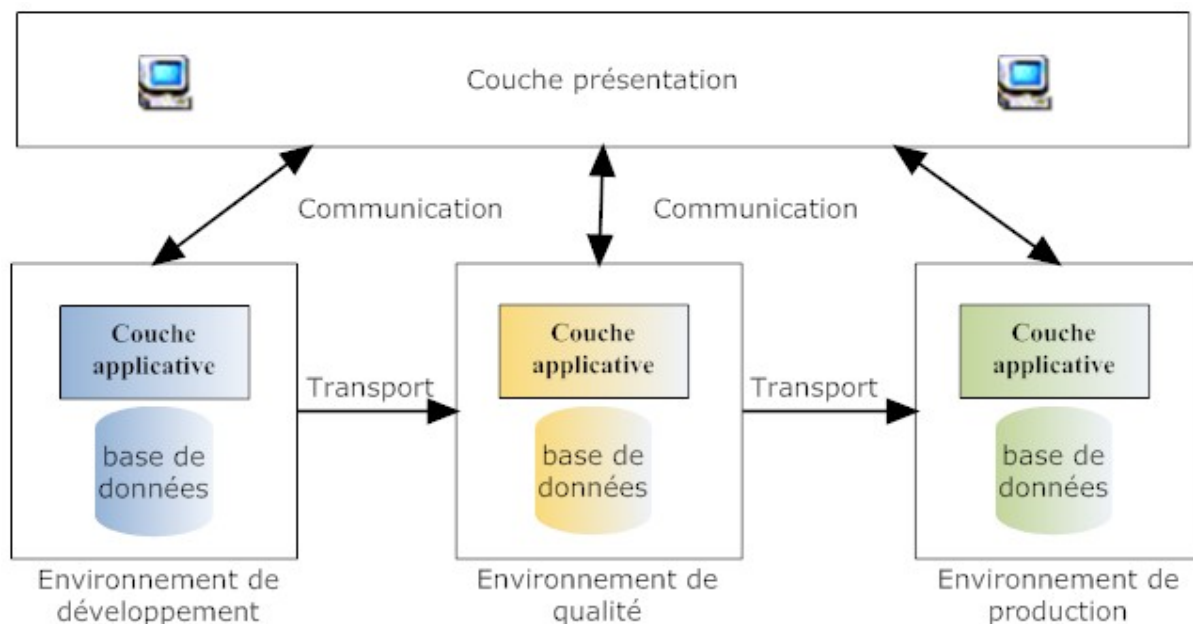 Couche présentation
Communication
Communication
Couche
applicative
Transport
base de
données
Couche
applicative
Transport
base de
données
Couche
applicative
base de
données
Environnement de
développement
Environnement de
qualité
Environnement de
production